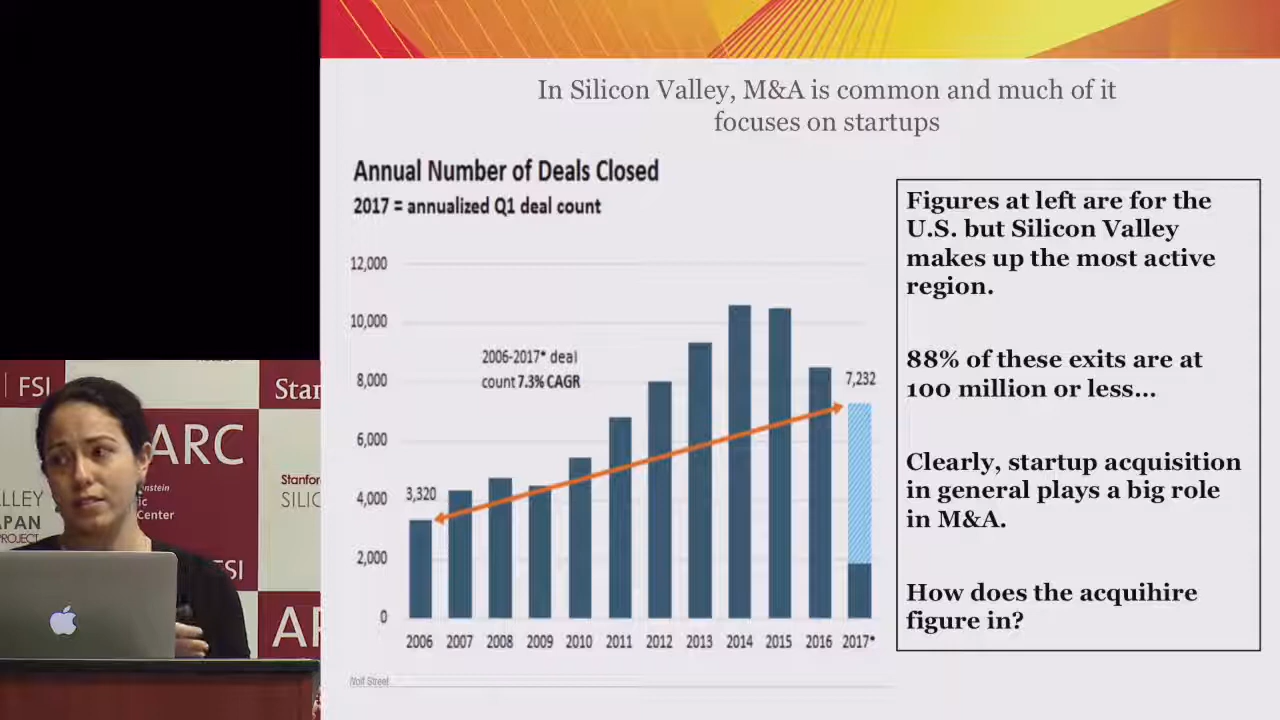 In Silicon Valley, M&A is common and much of it
focuses on startups
Annual Number of Deals Closed
2017 = annualized Q1 deal count
12,000
10,000
8,000
6,000
4,000
2,000
0
2006-2017* deal
count 7.3% CAGR
3,320
7,232
2006 2007 2008 2009 2010 2011 2012 2013 2014 2015 2016 2017*
Figures at left are for the
U.S. but Silicon Valley
makes up the most active
region.
88% of these exits are at
100 million or less...
Clearly, startup acquisition
in general plays a big role
in M&A.
How does the acquihire
figure in?
FSI
Stan
ARC
Stanford
SILIC
Center
PROJECT
FSI